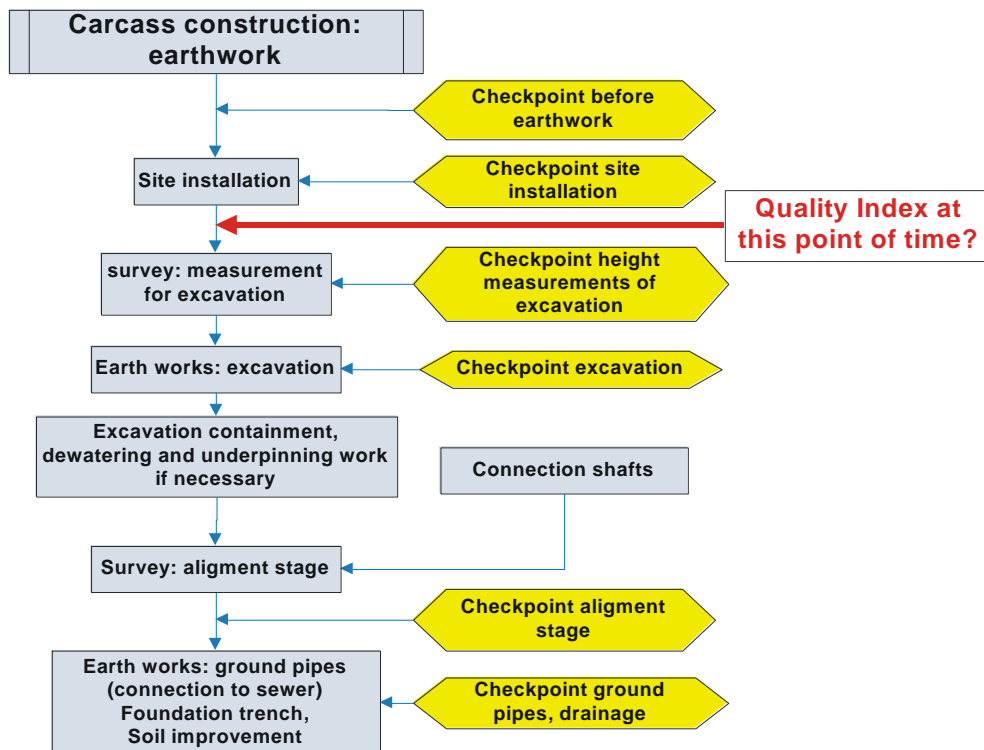 Carcass construction:
earthwork
Checkpoint before
earthwork
Site installation
Checkpoint site
installation
Quality Index at
this point of time?
survey: measurement
for excavation
Checkpoint height
measurements of
excavation
Earth works: excavation
Checkpoint excavation
Excavation containment,
dewatering and underpinning work
if necessary
Connection shafts
Survey: aligment stage
Checkpoint aligment
stage
Earth works: ground pipes
(connection to sewer)
Foundation trench,
Soil improvement
Checkpoint ground
pipes, drainage